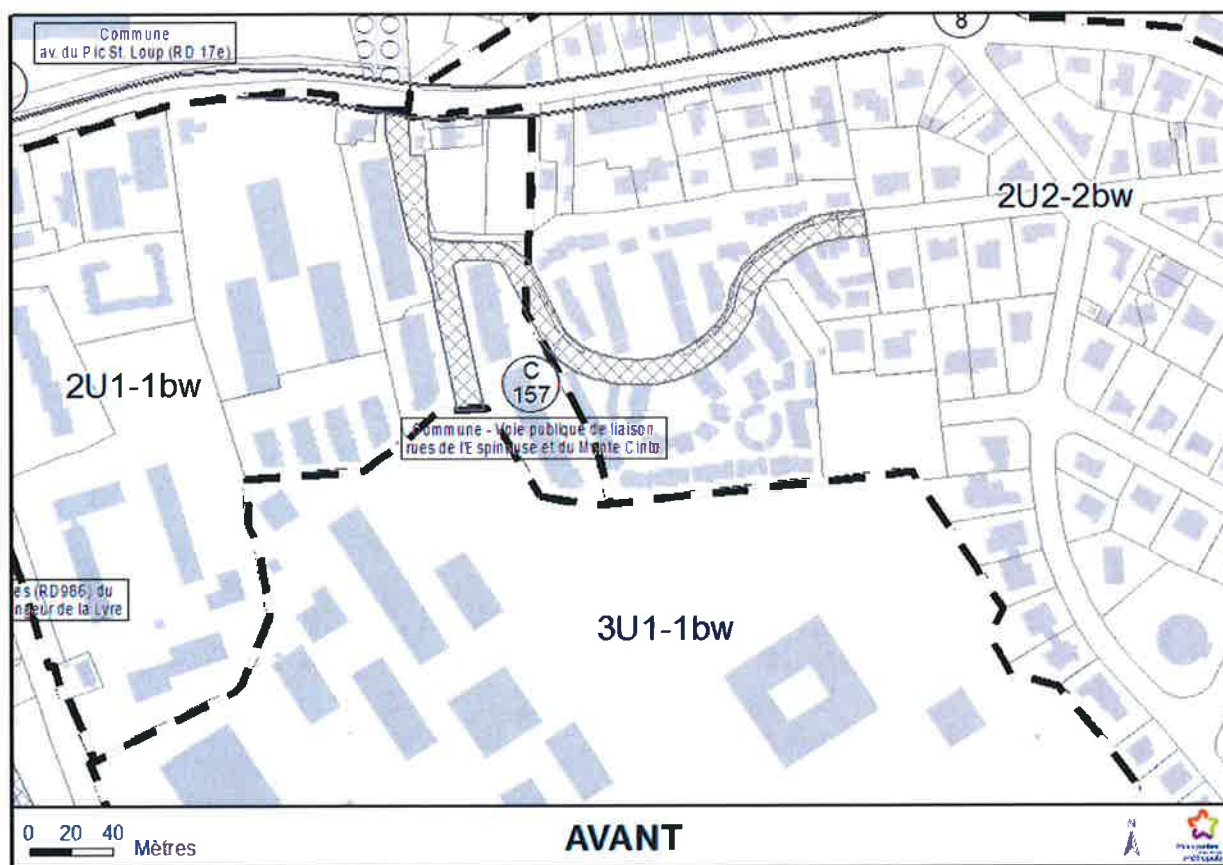 Commune
av. du Pic St Loup (RD 17e)
8
2U2-2bw
2U1-1bw
C
157
Commune - Voie publique de liaison
rues de l'Espinouse et du Monte Cinto
es (RD986) du
de la Lyre
3U1-1bw
0 20 40 Mètres
AVANT
N
Montpellier
métropole